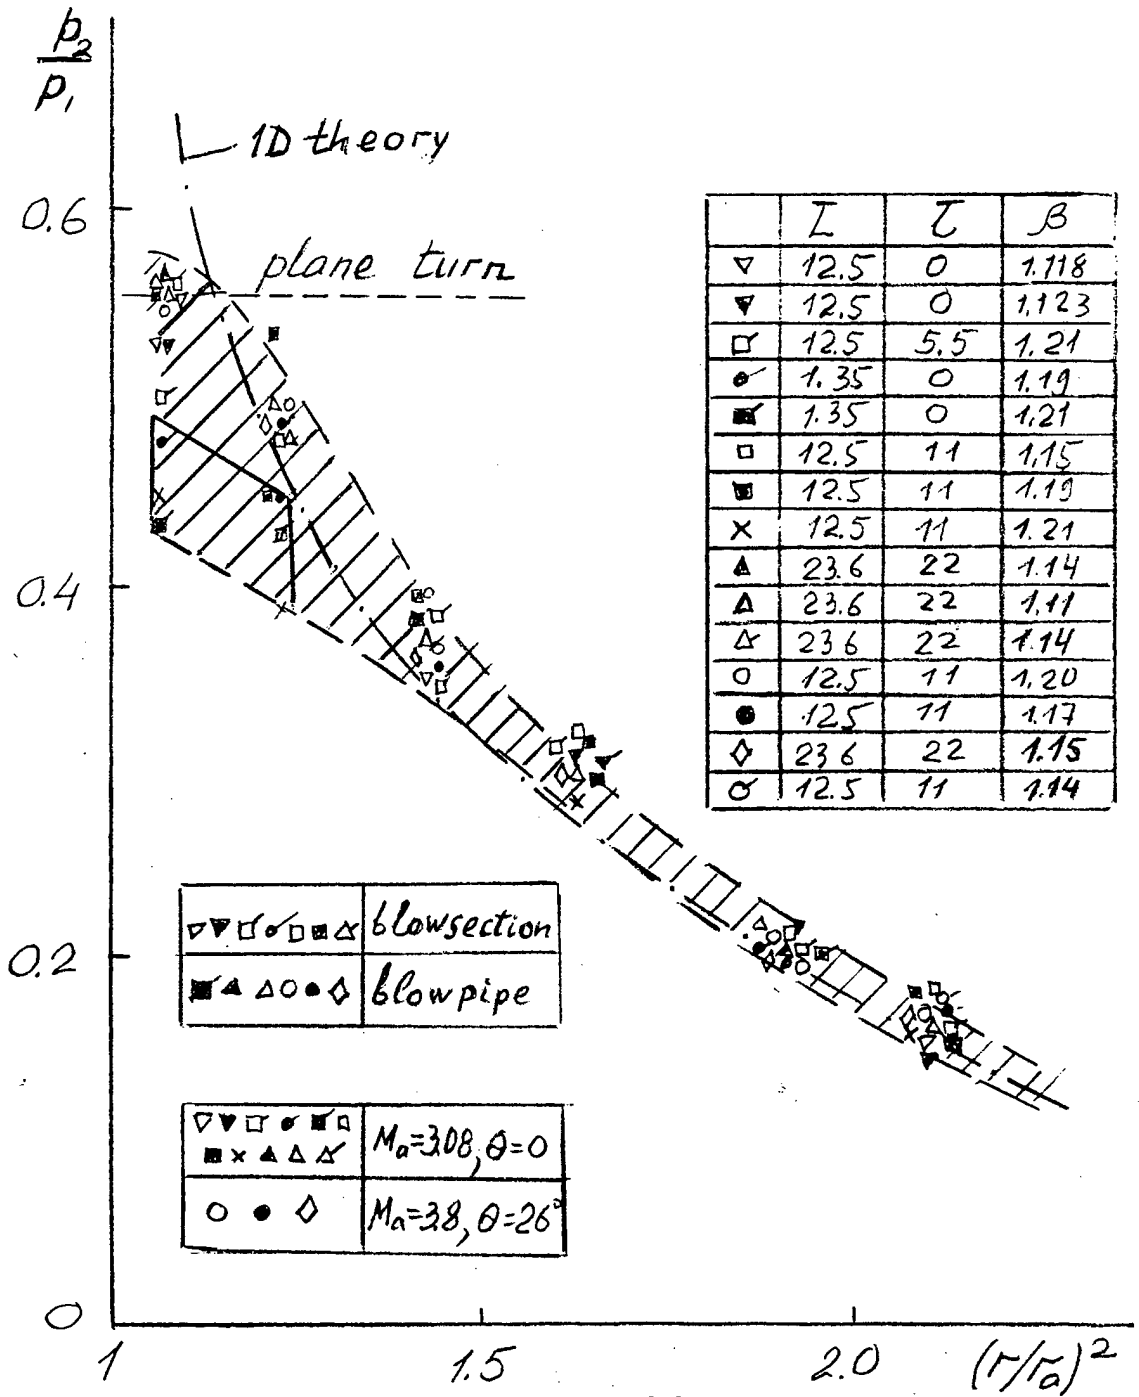 p₂
p₁
1D theory
0.6
plane turn
0.4
0.2
0
1
1.5
2.0
(r/rₐ)²
L̄ τ̄ β
▽ 12.5 0 1.118
▼ 12.5 0 1.123
12.5 5.5 1.21
1.35 0 1.19
1.35 0 1.21
□ 12.5 11 1.15
■ 12.5 11 1.19
× 12.5 11 1.21
▲ 23.6 22 1.14
△ 23.6 22 1.11
23.6 22 1.14
○ 12.5 11 1.20
● 12.5 11 1.17
◇ 23.6 22 1.15
12.5 11 1.14
blowsection
blowpipe
Mₐ=3.08, θ=0
Mₐ=3.8, θ=26°